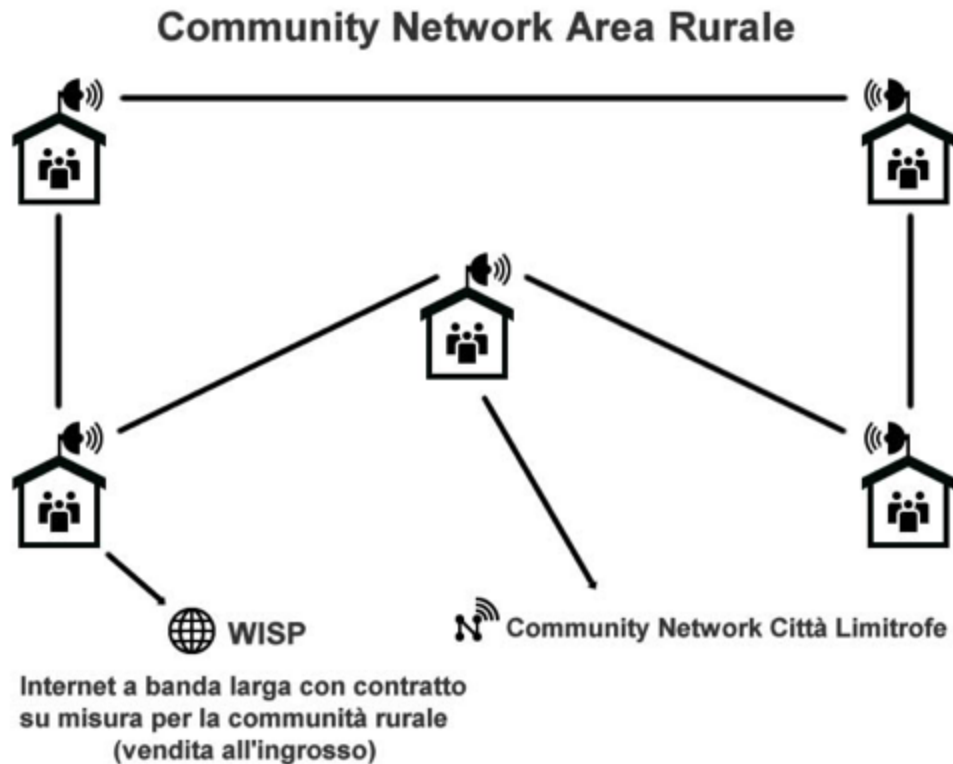 Community Network Area Rurale
WISP
Community Network Città Limitrofe
Internet a banda larga con contratto
su misura per la communità rurale
(vendita all'ingrosso)